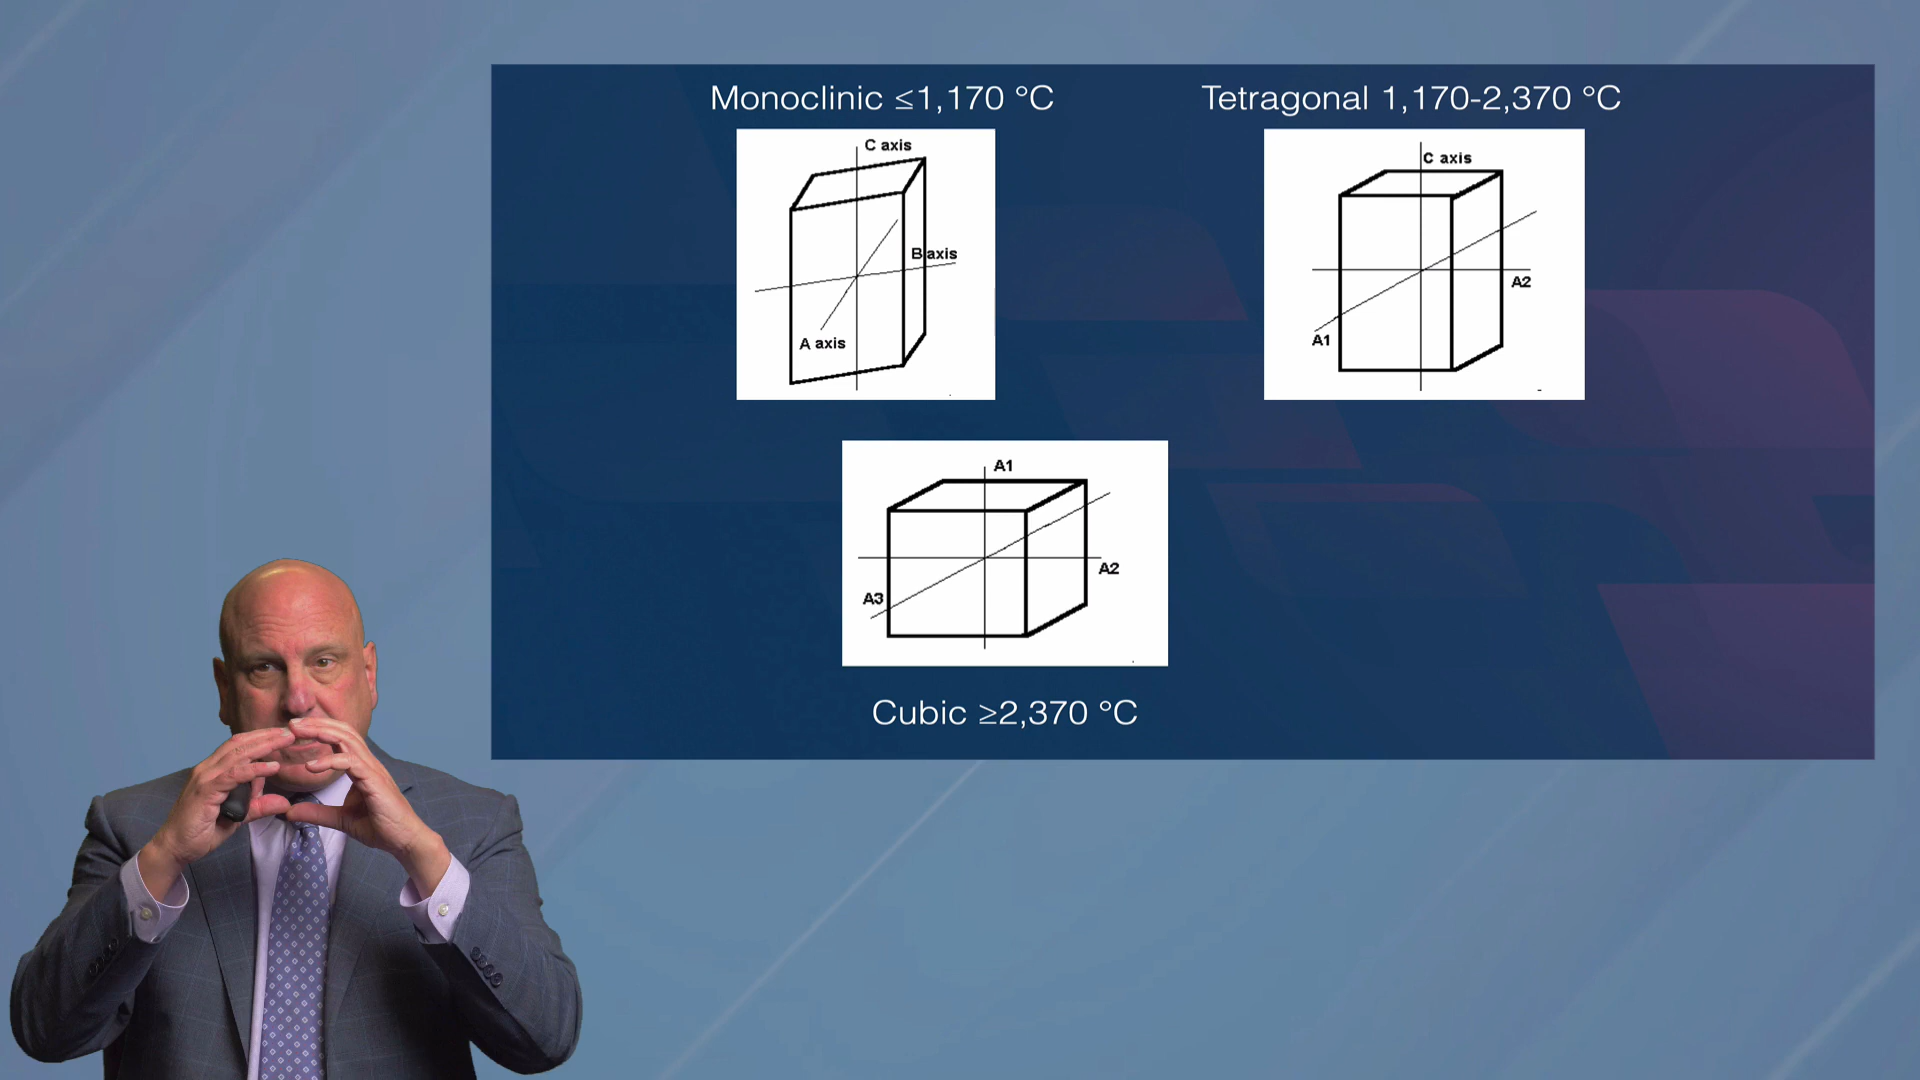 Monoclinic ≤1,170 °C
Tetragonal 1,170-2,370 °C
C axis
B axis
A axis
C axis
A2
A1
A1
A2
A3
Cubic ≥2,370 °C